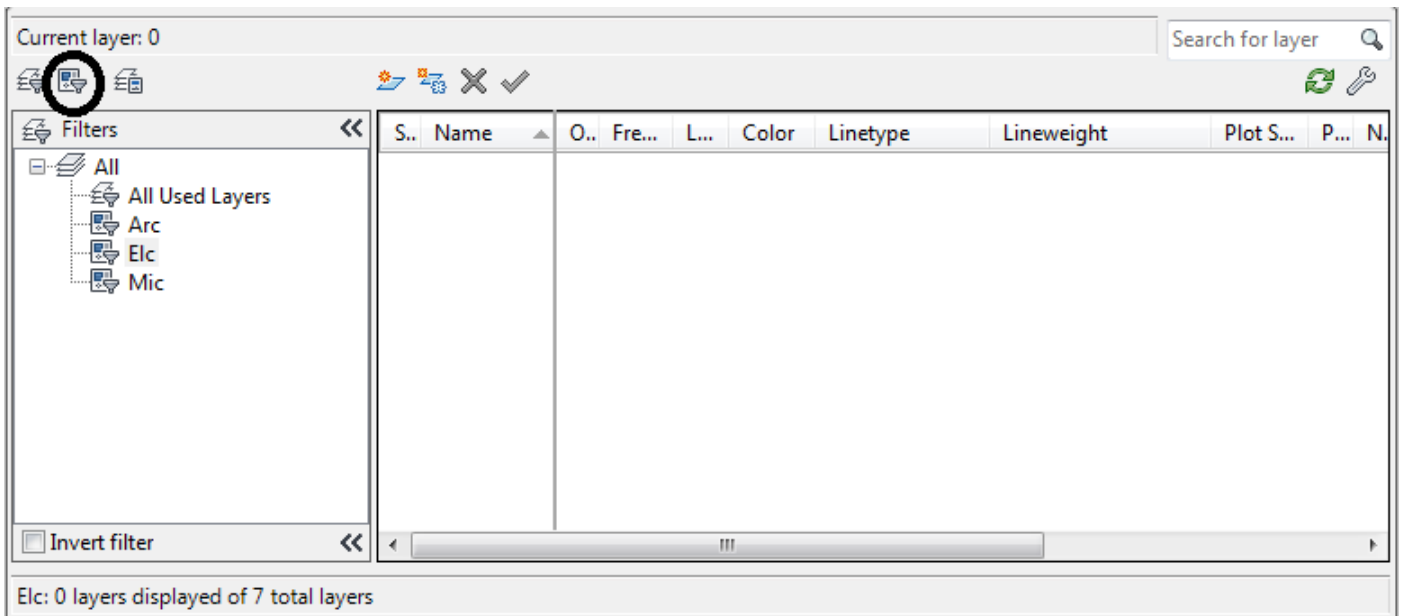 Current layer: 0
Search for layer
Filters
S.. Name O.. Fre... L... Color Linetype Lineweight Plot S... P... N.
All
All Used Layers
Arc
Elc
Mic
Invert filter
Elc: 0 layers displayed of 7 total layers